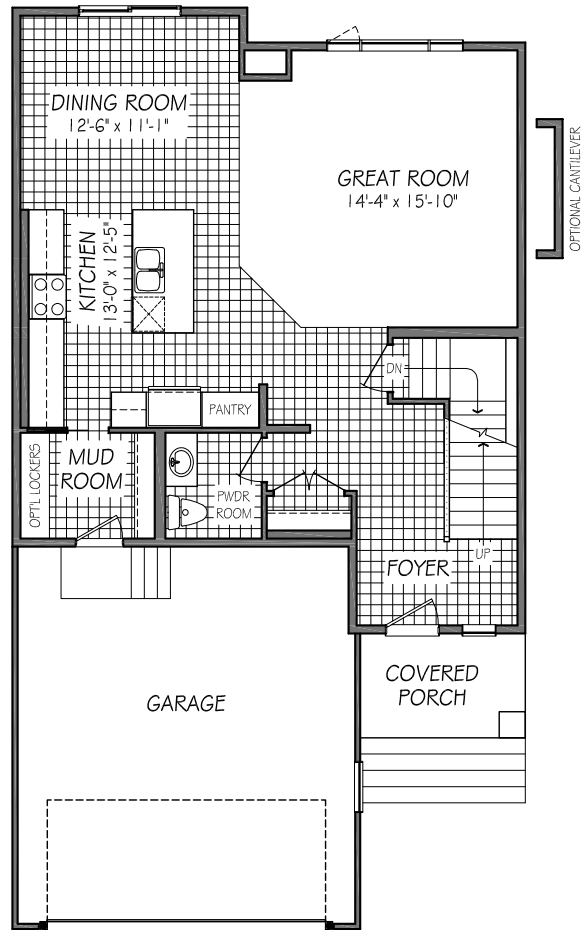 DINING ROOM
12'-6" x 11'-1"
GREAT ROOM
14'-4" x 15'-10"
OPTIONAL CANTILEVER
KITCHEN
13'-0" x 12'-5"
DN
PANTRY
OPT'L LOCKERS
MUD
ROOM
PWDR
ROOM
UP
FOYER
COVERED
PORCH
GARAGE